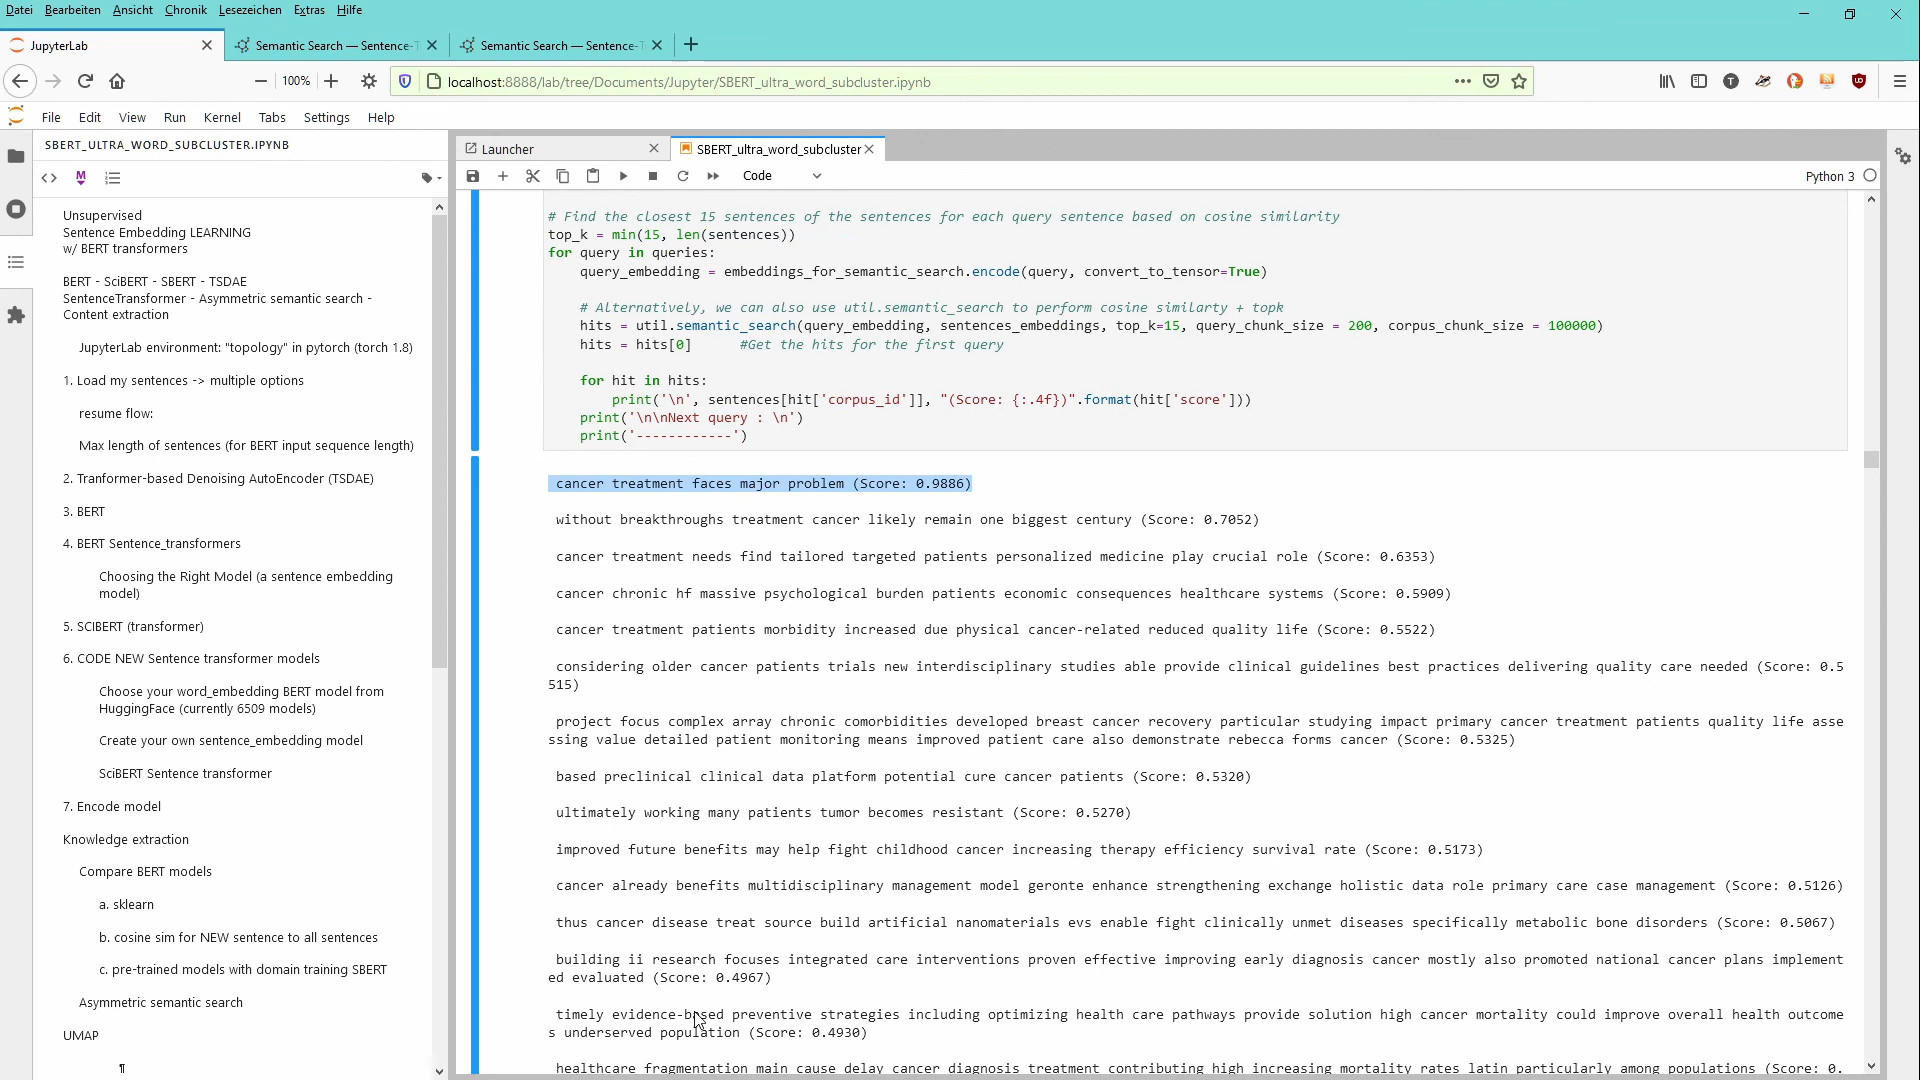 Datei Bearbeiten Ansicht Chronik Lesezeichen Extras Hilfe
JupyterLab
Semantic Search — Sentence-T
Semantic Search — Sentence-T
100%
localhost:8888/lab/tree/Documents/Jupyter/SBERT_ultra_word_subcluster.ipynb
File Edit View Run Kernel Tabs Settings Help
SBERT_ULTRA_WORD_SUBCLUSTER.IPYNB
Unsupervised
Sentence Embedding LEARNING
w/ BERT transformers
BERT - SciBERT - SBERT - TSDAE
SentenceTransformer - Asymmetric semantic search -
Content extraction
JupyterLab environment: "topology" in pytorch (torch 1.8)
1. Load my sentences -> multiple options
resume flow:
Max length of sentences (for BERT input sequence length)
2. Tranformer-based Denoising AutoEncoder (TSDAE)
3. BERT
4. BERT Sentence_transformers
Choosing the Right Model (a sentence embedding
model)
5. SCIBERT (transformer)
6. CODE NEW Sentence transformer models
Choose your word_embedding BERT model from
HuggingFace (currently 6509 models)
Create your own sentence_embedding model
SciBERT Sentence transformer
7. Encode model
Knowledge extraction
Compare BERT models
a. sklearn
b. cosine sim for NEW sentence to all sentences
c. pre-trained models with domain training SBERT
Asymmetric semantic search
UMAP
¶
Launcher
SBERT_ultra_word_subcluster
Code
Python 3
# Find the closest 15 sentences of the sentences for each query sentence based on cosine similarity
top_k = min(15, len(sentences))
for query in queries:
query_embedding = embeddings_for_semantic_search.encode(query, convert_to_tensor=True)
# Alternatively, we can also use util.semantic_search to perform cosine similarty + topk
hits = util.semantic_search(query_embedding, sentences_embeddings, top_k=15, query_chunk_size = 200, corpus_chunk_size = 100000)
hits = hits[0] #Get the hits for the first query
for hit in hits:
print('\n', sentences[hit['corpus_id']], "(Score: {:.4f})".format(hit['score']))
print('\n\nNext query : \n')
print('------------')
cancer treatment faces major problem (Score: 0.9886)
without breakthroughs treatment cancer likely remain one biggest century (Score: 0.7052)
cancer treatment needs find tailored targeted patients personalized medicine play crucial role (Score: 0.6353)
cancer chronic hf massive psychological burden patients economic consequences healthcare systems (Score: 0.5909)
cancer treatment patients morbidity increased due physical cancer-related reduced quality life (Score: 0.5522)
considering older cancer patients trials new interdisciplinary studies able provide clinical guidelines best practices delivering quality care needed (Score: 0.5
515)
project focus complex array chronic comorbidities developed breast cancer recovery particular studying impact primary cancer treatment patients quality life asse
ssing value detailed patient monitoring means improved patient care also demonstrate rebecca forms cancer (Score: 0.5325)
based preclinical clinical data platform potential cure cancer patients (Score: 0.5320)
ultimately working many patients tumor becomes resistant (Score: 0.5270)
improved future benefits may help fight childhood cancer increasing therapy efficiency survival rate (Score: 0.5173)
cancer already benefits multidisciplinary management model geronte enhance strengthening exchange holistic data role primary care case management (Score: 0.5126)
thus cancer disease treat source build artificial nanomaterials evs enable fight clinically unmet diseases specifically metabolic bone disorders (Score: 0.5067)
building ii research focuses integrated care interventions proven effective improving early diagnosis cancer mostly also promoted national cancer plans implement
ed evaluated (Score: 0.4967)
timely evidence-based preventive strategies including optimizing health care pathways provide solution high cancer mortality could improve overall health outcome
s underserved population (Score: 0.4930)
healthcare fragmentation main cause delay cancer diagnosis treatment contributing high increasing mortality rates latin particularly among populations (Score: 0.